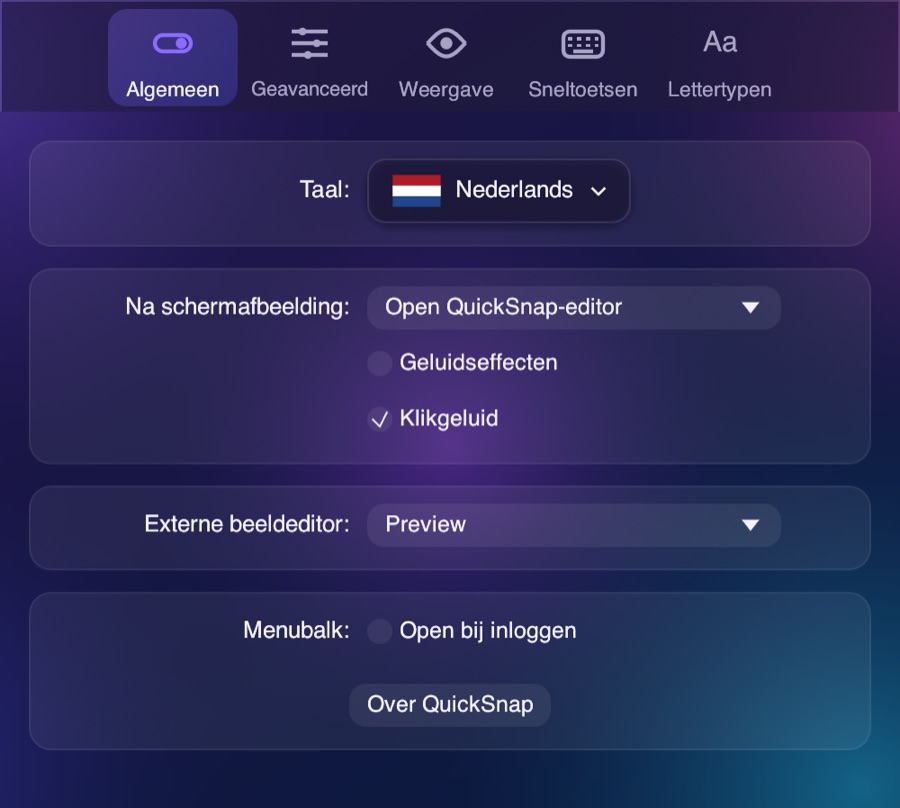 Aa
Algemeen Geavanceerd Weergave Sneltoetsen Lettertypen
Taal: Nederlands
Na schermafbeelding: Open QuickSnap-editor
Geluidseffecten
Klikgeluid
Externe beeldeditor: Preview
Menubalk: Open bij inloggen
Over QuickSnap